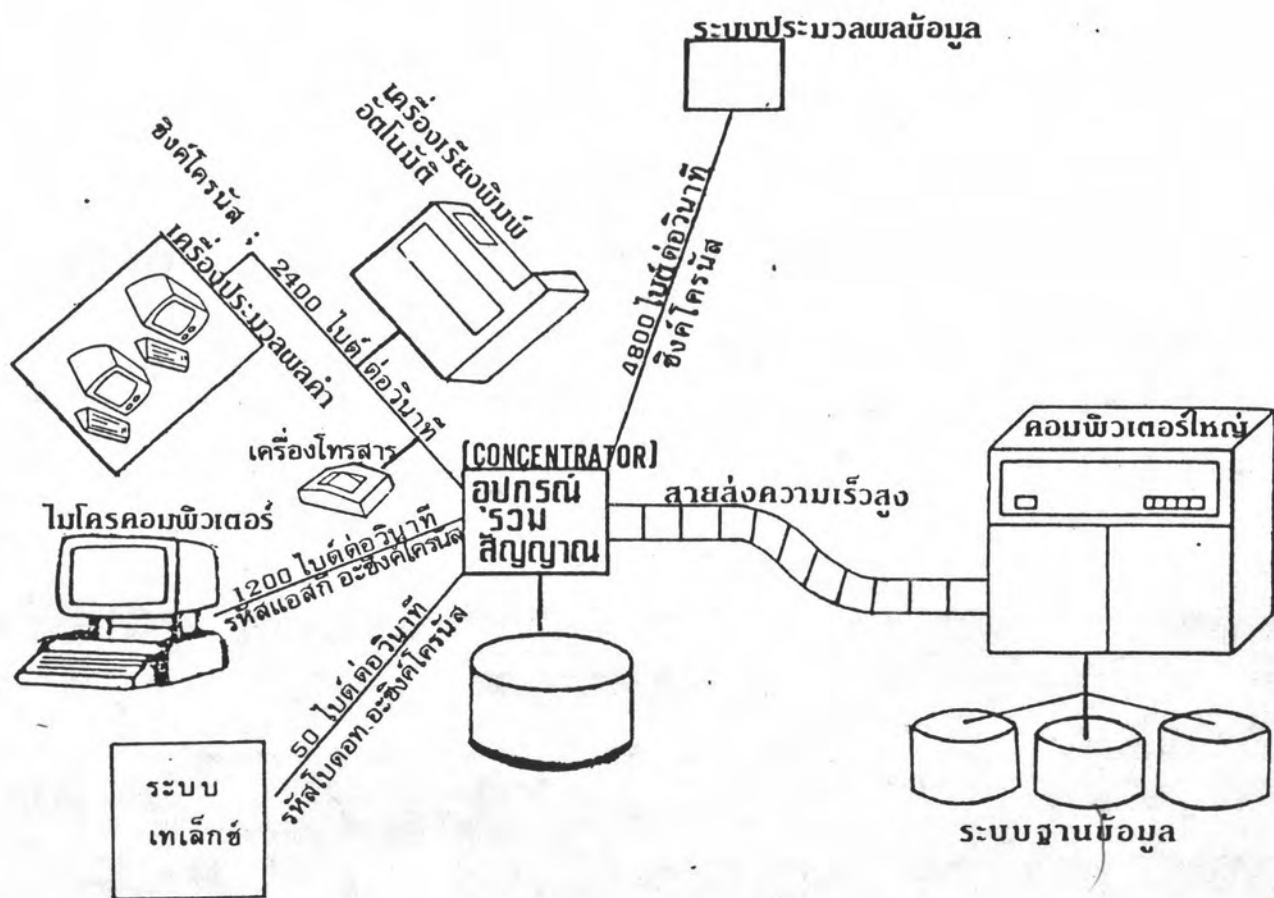 ระบบประมวลผลข้อมูล
เครื่องเรียงพิมพ์
อัตโนมัติ
ซิงค์โครนัส
เครื่องประมวลผลคำ
2400 ไบต์ ต่อวินาที
4800 ไบต์ต่อวินาที
ซิงค์โครนัส
เครื่องโทรสาร
(CONCENTRATOR)
อุปกรณ์
รวม
สัญญาณ
สายส่งความเร็วสูง
คอมพิวเตอร์ใหญ่
ไมโครคอมพิวเตอร์
1200 ไบต์ต่อวินาที
รหัสแอสกี อะซิงค์โครนัส
50 ไบต์ต่อวินาที
รหัสโบดอท.อะซิงค์โครนัส
ระบบ
เทเล็กซ์
ระบบฐานข้อมูล